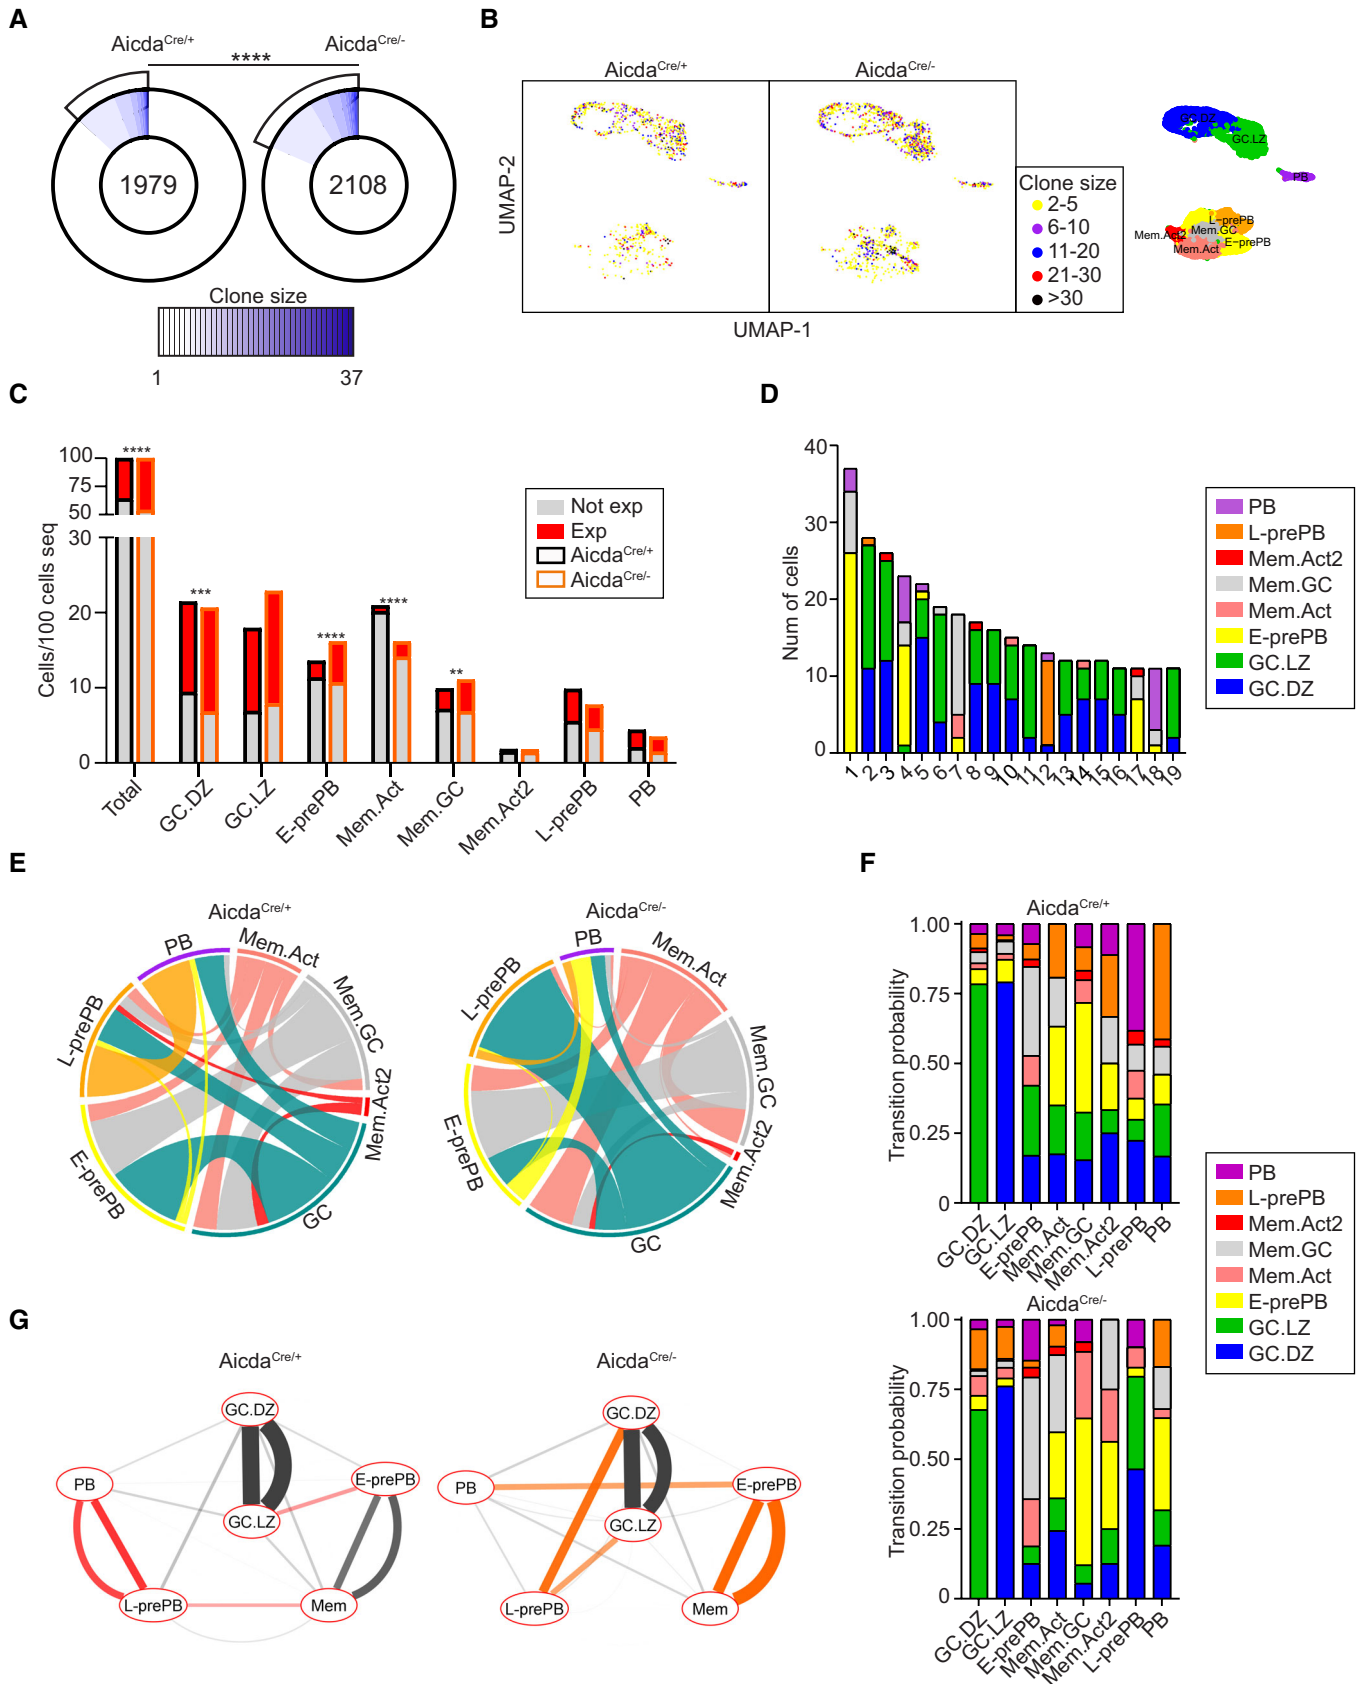 A
Aicda^Cre/+
Aicda^Cre/-
****
1979
2108
Clone size
1
37
B
Aicda^Cre/+
Aicda^Cre/-
UMAP-2
UMAP-1
Clone size
2-5
6-10
11-20
21-30
>30
GC.DZ
GC.LZ
PB
L-prePB
Mem.Act2
Mem.GC
E-prePB
Mem.Act
C
Cells/100 cells seq
100
75
50
30
20
10
0
****
***
****
****
**
Not exp
Exp
Aicda^Cre/+
Aicda^Cre/-
Total
GC.DZ
GC.LZ
E-prePB
Mem.Act
Mem.GC
Mem.Act2
L-prePB
PB
D
Num of cells
40
30
20
10
0
1 2 3 4 5 6 7 8 9 10 11 12 13 14 15 16 17 18 19
PB
L-prePB
Mem.Act2
Mem.GC
Mem.Act
E-prePB
GC.LZ
GC.DZ
E
Aicda^Cre/+
PB
Mem.Act
Mem.GC
Mem.Act2
GC
E-prePB
L-prePB
Aicda^Cre/-
PB
Mem.Act
Mem.GC
Mem.Act2
GC
E-prePB
L-prePB
F
Aicda^Cre/+
Transition probability
1.00
0.75
0.50
0.25
0
GC.DZ
GC.LZ
E-prePB
Mem.Act
Mem.GC
Mem.Act2
L-prePB
PB
Aicda^Cre/-
Transition probability
1.00
0.75
0.50
0.25
0
GC.DZ
GC.LZ
E-prePB
Mem.Act
Mem.GC
Mem.Act2
L-prePB
PB
PB
L-prePB
Mem.Act2
Mem.GC
Mem.Act
E-prePB
GC.LZ
GC.DZ
G
Aicda^Cre/+
GC.DZ
PB
E-prePB
GC.LZ
L-prePB
Mem
Aicda^Cre/-
GC.DZ
PB
E-prePB
GC.LZ
L-prePB
Mem